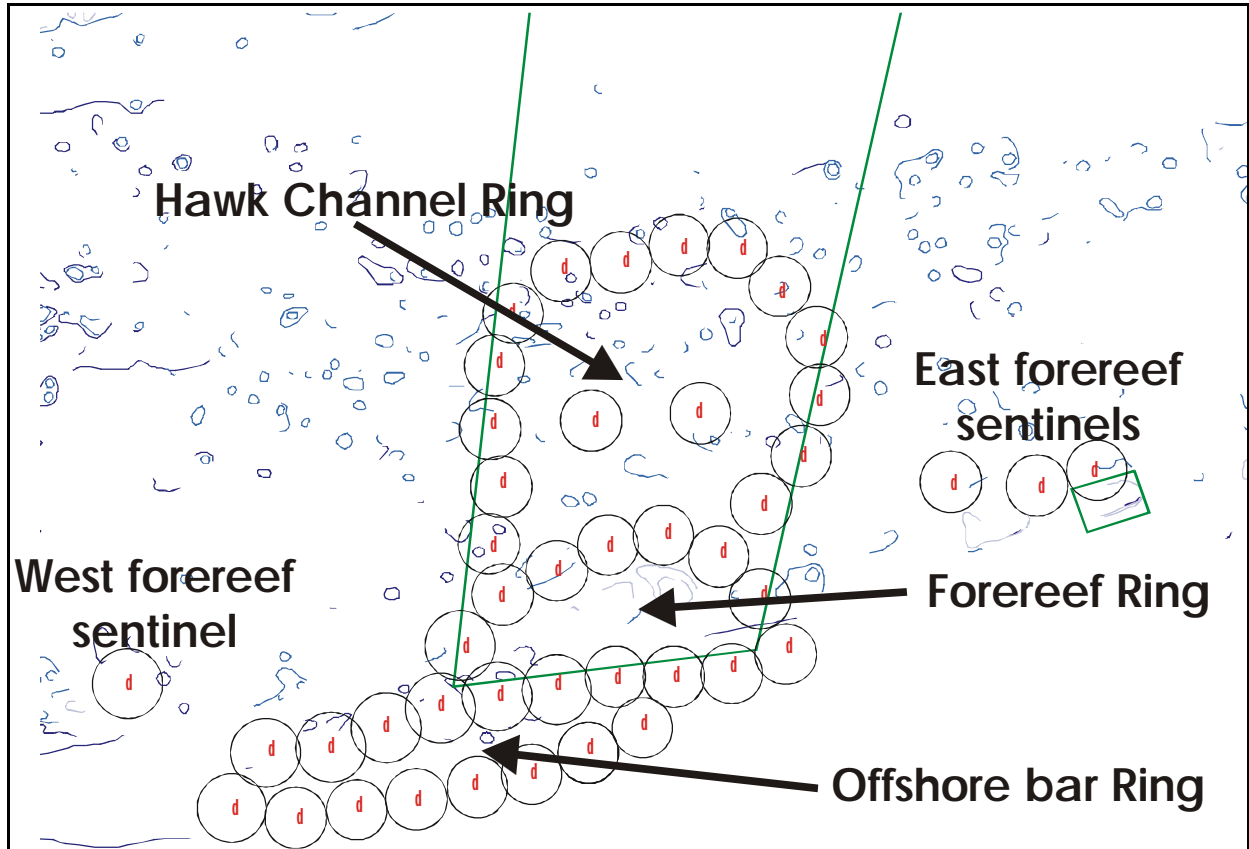 Hawk Channel Ring
d d d d d
d d
d
East forereef
d
sentinels
d d d
d
d d d
d d
d d d d
d
West forereef
d d
Forereef Ring
sentinel
d d
d d d d d d
d
d d d d
d d
d
Offshore bar Ring
d d d d
d